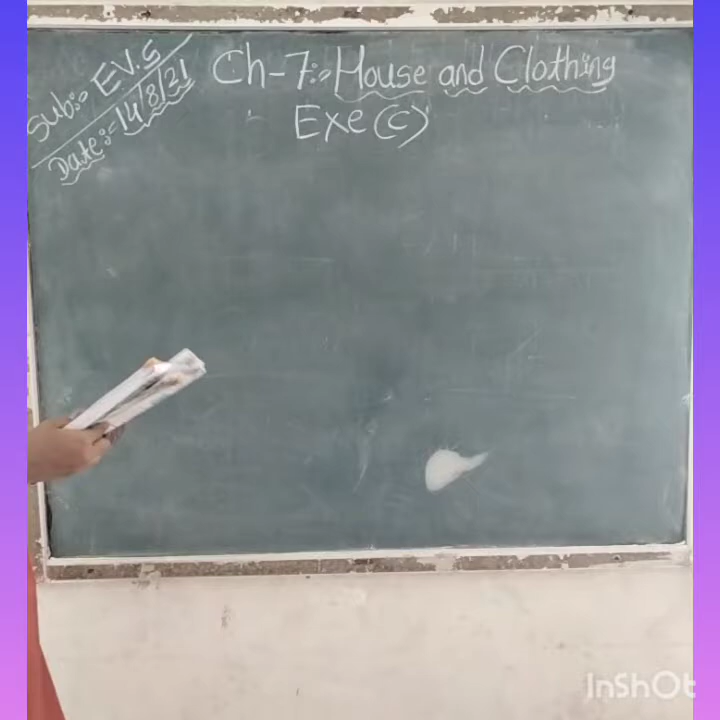 Sub:- EV.S
Date:- 14/8/21
Ch-7:- House and Clothing
Exe (C)
InShOt